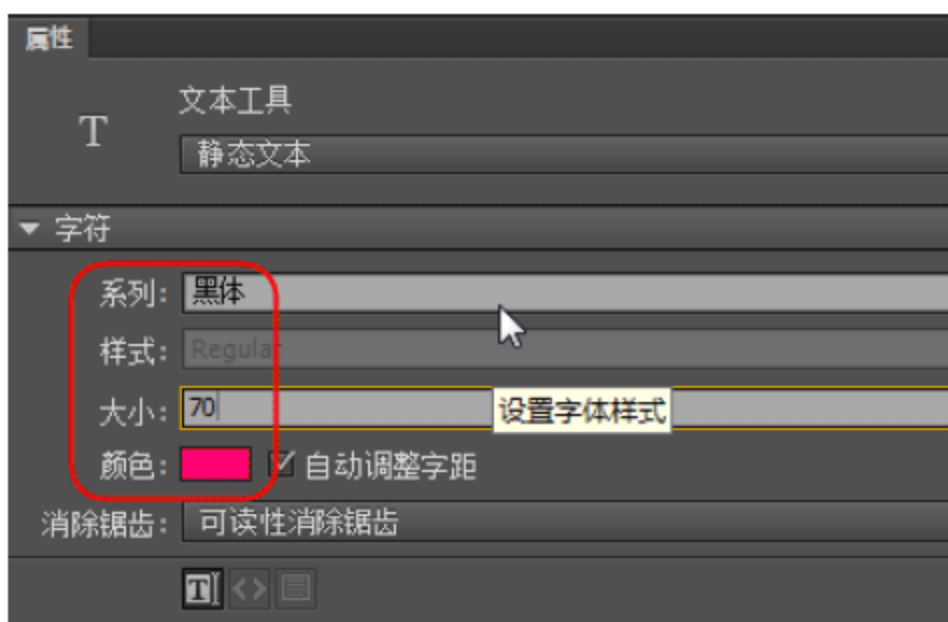 属性
T
文本工具
静态文本
字符
系列：黑体
样式：Regular
大小：70
设置字体样式
颜色：自动调整字距
消除锯齿：可读性消除锯齿
T